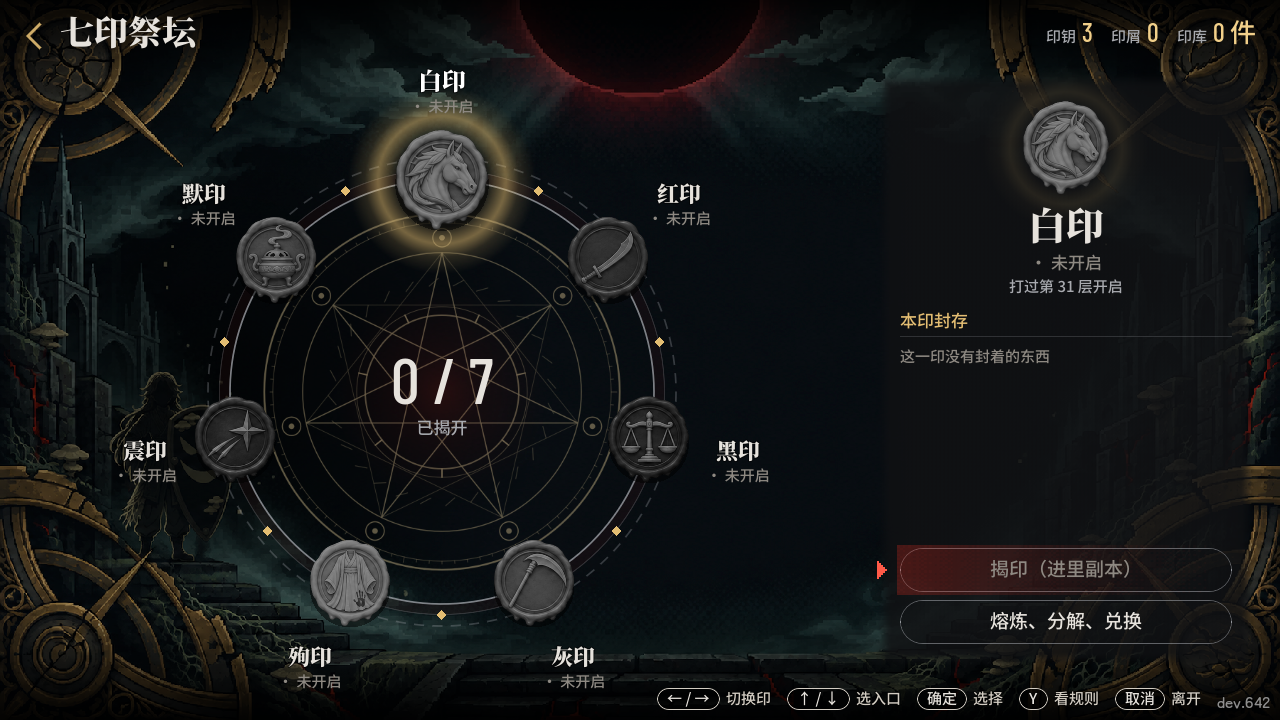 七印祭坛
印钥 3 印屑 0 印库 0 件
白印
· 未开启
默印
· 未开启
红印
· 未开启
0 / 7
已揭开
震印
· 未开启
黑印
· 未开启
殉印
· 未开启
灰印
· 未开启
白印
· 未开启
打过第 31 层开启
本印封存
这一印没有封着的东西
揭印（进里副本）
熔炼、分解、兑换
←/→ 切换印 ↑/↓ 选入口 确定 选择 Y 看规则 取消 离开
dev.642